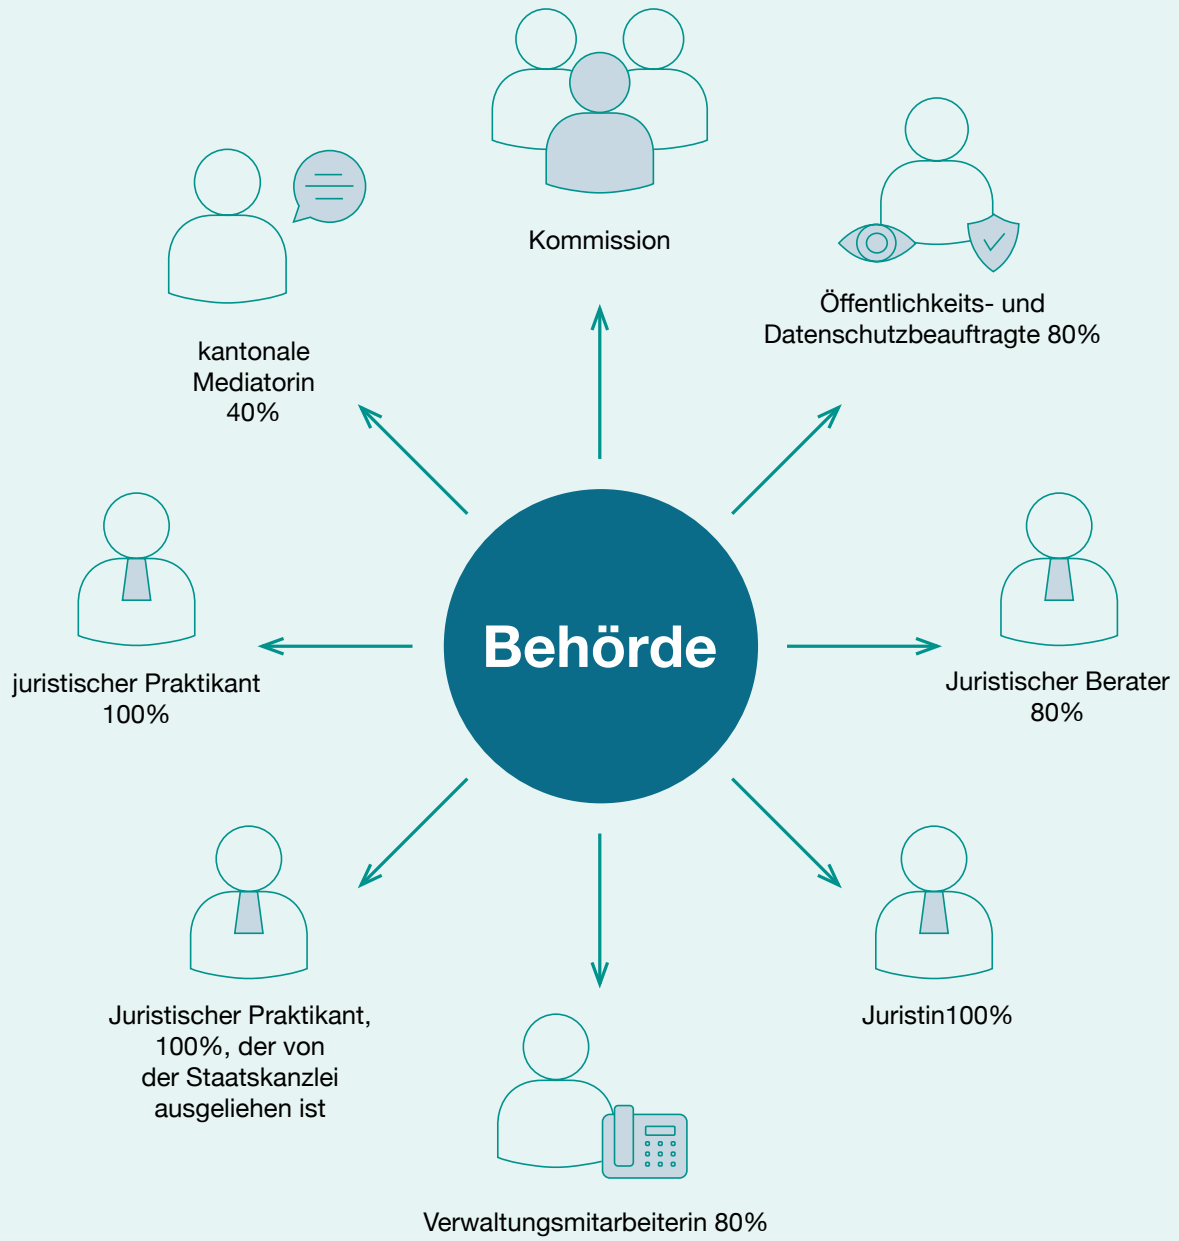 Kommission
Öffentlichkeits- und
Datenschutzbeauftragte 80%
kantonale
Mediatorin
40%
Behörde
juristischer Praktikant
100%
Juristischer Berater
80%
Juristischer Praktikant,
100%, der von
der Staatskanzlei
ausgeliehen ist
Juristin100%
Verwaltungsmitarbeiterin 80%